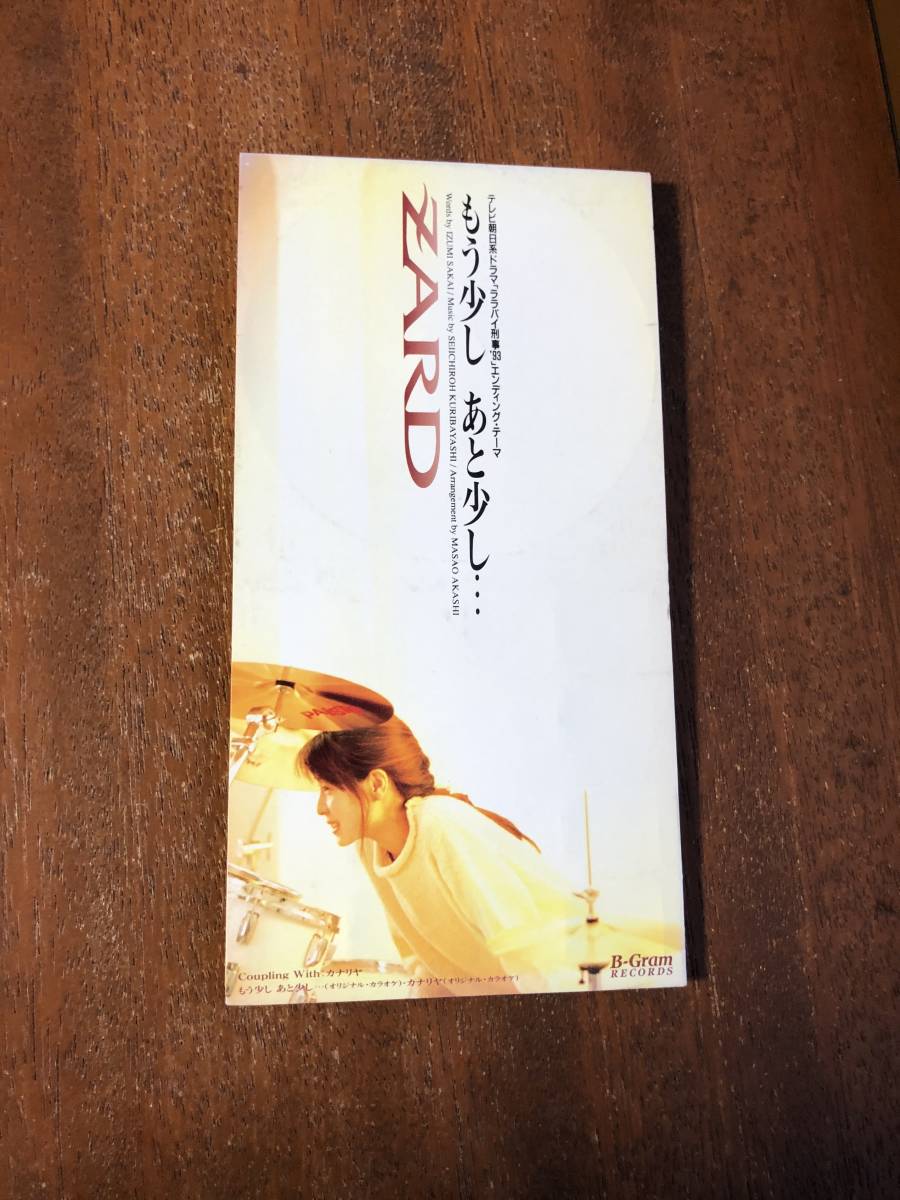 テレビ朝日系ドラマ「ララバイ刑事'93」エンディング・テーマ
もう少し あと少し…
Words by IZUMI SAKAI / Music by SEIICHIROH KURIBAYASHI / Arrangement by MASAO AKASHI
ZARD
PAISTE
Coupling With：カナリヤ
もう少し あと少し…(オリジナル・カラオケ)・カナリヤ(オリジナル・カラオケ)
B-Gram
RECORDS